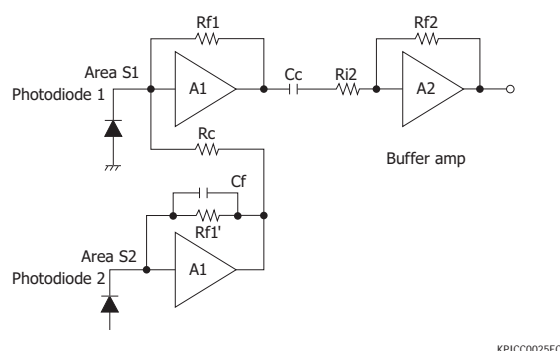 Rf1
Rf2
Area S1
Cc
Ri2
Photodiode 1
A1
A2
Rc
Buffer amp
Cf
Rf1'
Area S2
A1
Photodiode 2